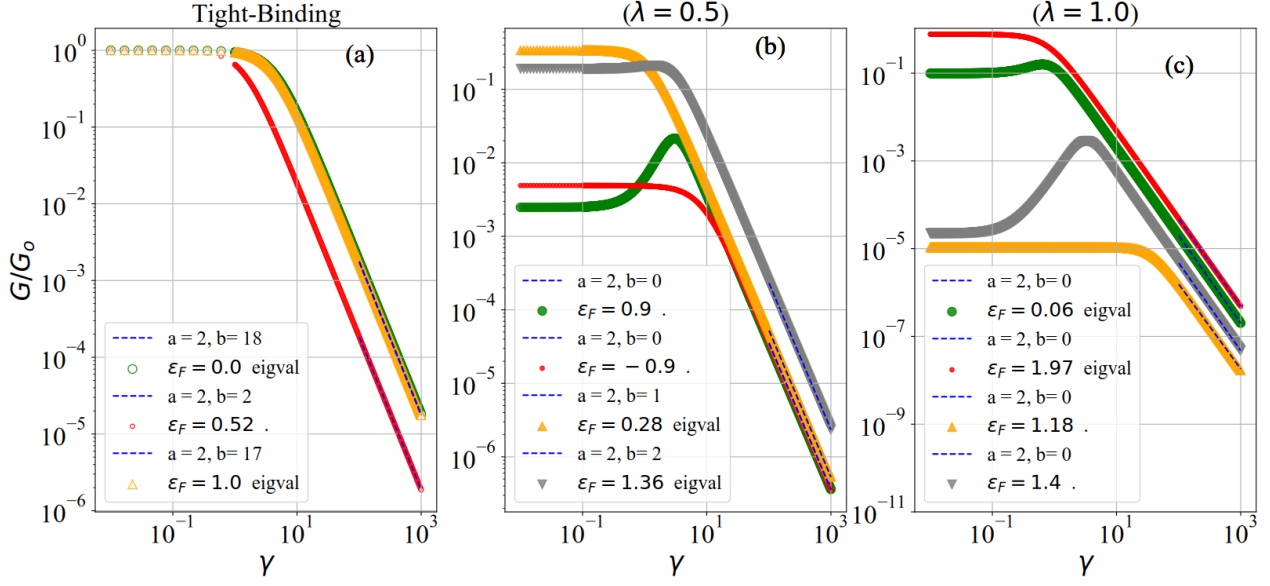 Tight-Binding
(λ = 0.5)
(λ = 1.0)
G/G_o
10^0
10^-1
10^-2
10^-3
10^-4
10^-5
10^-6
(a)
a = 2, b= 18
ε_F = 0.0 eigval
a = 2, b= 2
ε_F = 0.52 .
a = 2, b= 17
ε_F = 1.0 eigval
10^-1
10^1
10^3
γ
10^-1
10^-2
10^-3
10^-4
10^-5
10^-6
(b)
a = 2, b= 0
ε_F = 0.9 .
a = 2, b= 0
ε_F = − 0.9 .
a = 2, b= 1
ε_F = 0.28 eigval
a = 2, b= 2
ε_F = 1.36 eigval
10^-1
10^1
10^3
γ
10^-1
10^-3
10^-5
10^-7
10^-9
10^-11
(c)
a = 2, b= 0
ε_F = 0.06 eigval
a = 2, b= 0
ε_F = 1.97 eigval
a = 2, b= 0
ε_F = 1.18 .
a = 2, b= 0
ε_F = 1.4 .
10^-1
10^1
10^3
γ